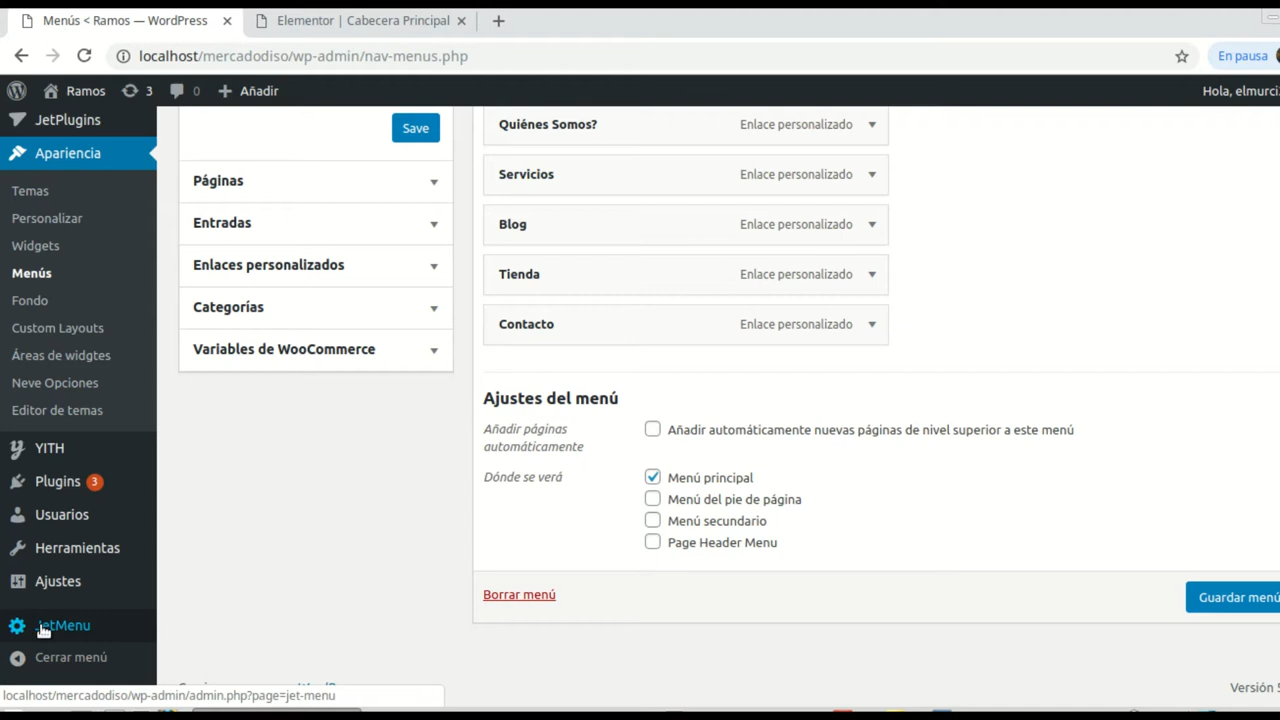 Menús < Ramos — WordPress
Elementor | Cabecera Principal
localhost/mercadodiso/wp-admin/nav-menus.php
En pausa
Ramos
3
0
Añadir
Hola, elmurci
JetPlugins
Apariencia
Temas
Personalizar
Widgets
Menús
Fondo
Custom Layouts
Áreas de widgtes
Neve Opciones
Editor de temas
YITH
Plugins 3
Usuarios
Herramientas
Ajustes
JetMenu
Cerrar menú
Save
Páginas
Entradas
Enlaces personalizados
Categorías
Variables de WooCommerce
Quiénes Somos? Enlace personalizado
Servicios Enlace personalizado
Blog Enlace personalizado
Tienda Enlace personalizado
Contacto Enlace personalizado
Ajustes del menú
Añadir páginas
automáticamente
Añadir automáticamente nuevas páginas de nivel superior a este menú
Dónde se verá
Menú principal
Menú del pie de página
Menú secundario
Page Header Menu
Borrar menú
Guardar menú
Versión 5
localhost/mercadodiso/wp-admin/admin.php?page=jet-menu